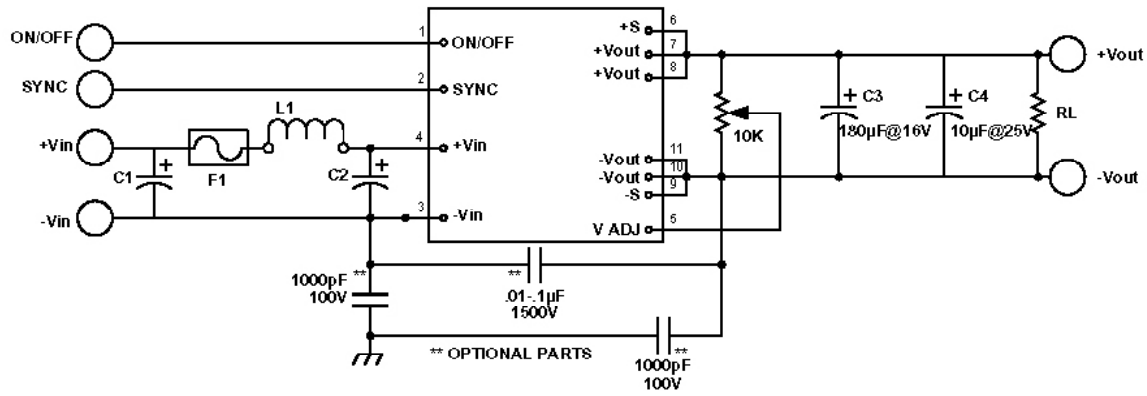 ON/OFF
SYNC
+Vin
-Vin
C1
+
F1
L1
C2
+
1
2
4
3
ON/OFF
SYNC
+Vin
-Vin
+S
+Vout
+Vout
-Vout
-Vout
-S
V ADJ
6
7
8
11
10
9
5
10K
+ C3
180µF@16V
+ C4
10µF@25V
RL
+Vout
-Vout
1000pF **
100V
**
.01-.1µF
1500V
** OPTIONAL PARTS
**
1000pF
100V